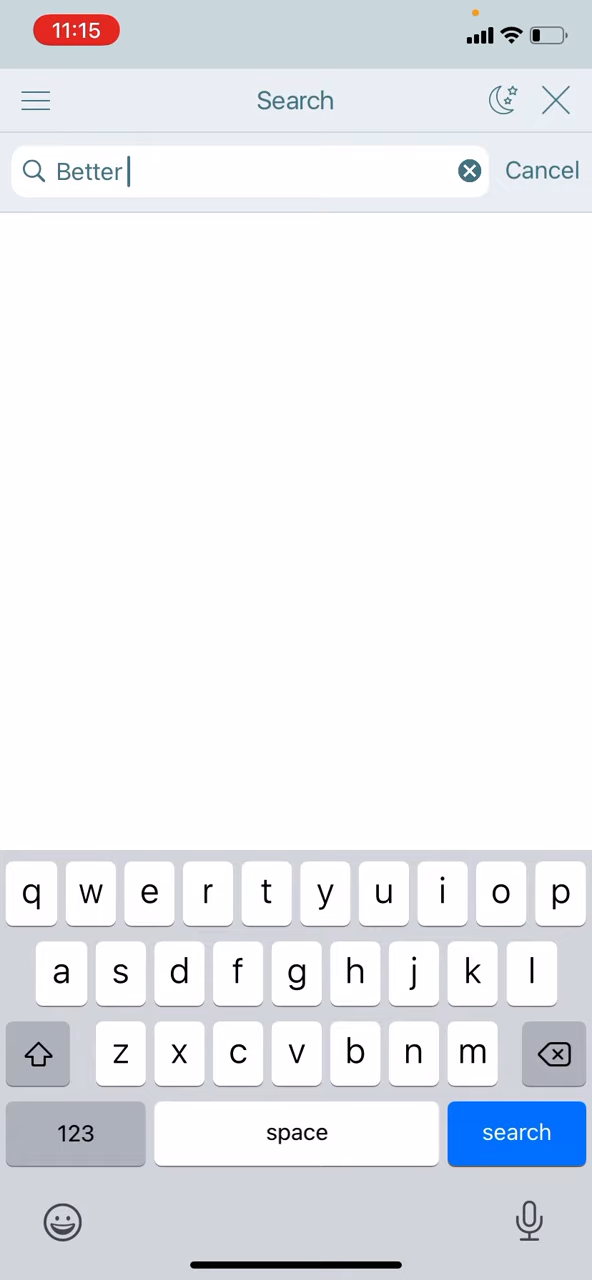 11:15
Search
Better
Cancel
q w e r t y u i o p
a s d f g h j k l
z x c v b n m
123 space search